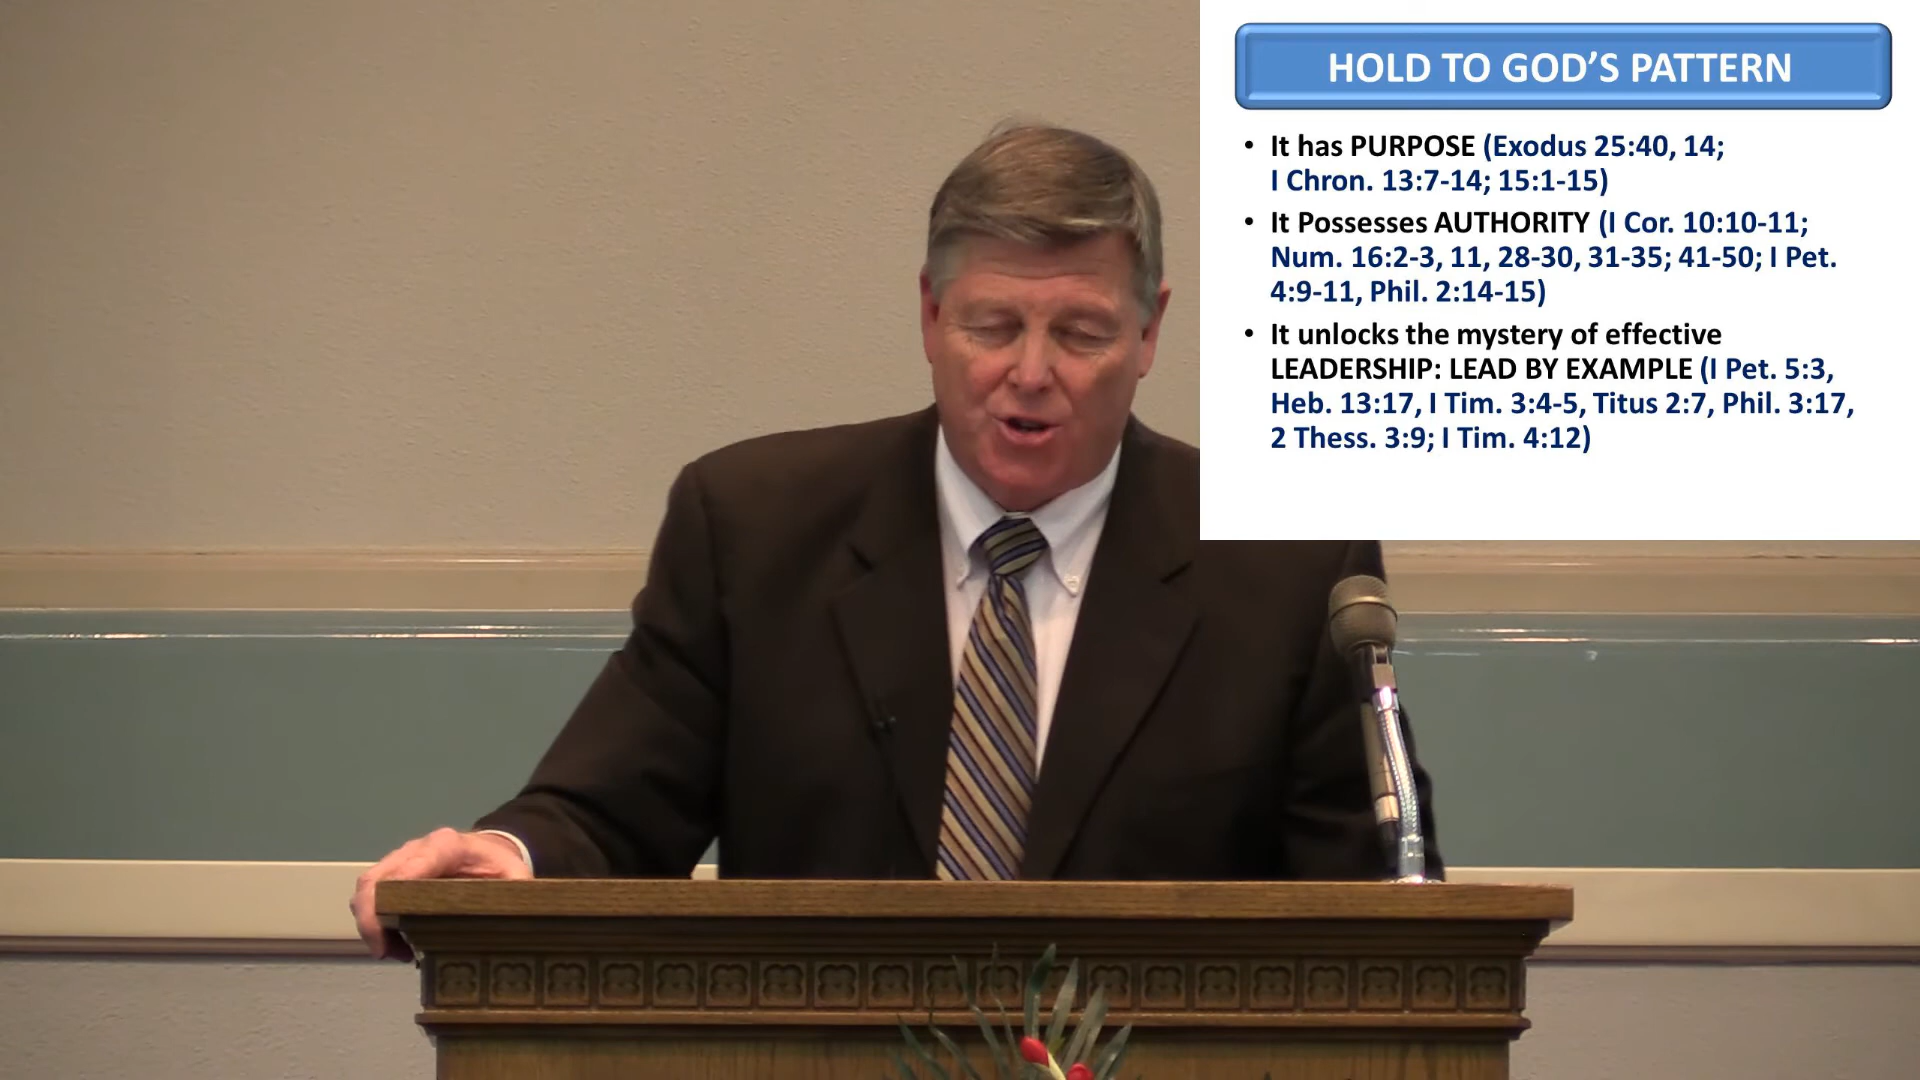 HOLD TO GOD’S PATTERN
• It has PURPOSE (Exodus 25:40, 14;
I Chron. 13:7-14; 15:1-15)
• It Possesses AUTHORITY (I Cor. 10:10-11;
Num. 16:2-3, 11, 28-30, 31-35; 41-50; I Pet.
4:9-11, Phil. 2:14-15)
• It unlocks the mystery of effective
LEADERSHIP: LEAD BY EXAMPLE (I Pet. 5:3,
Heb. 13:17, I Tim. 3:4-5, Titus 2:7, Phil. 3:17,
2 Thess. 3:9; I Tim. 4:12)